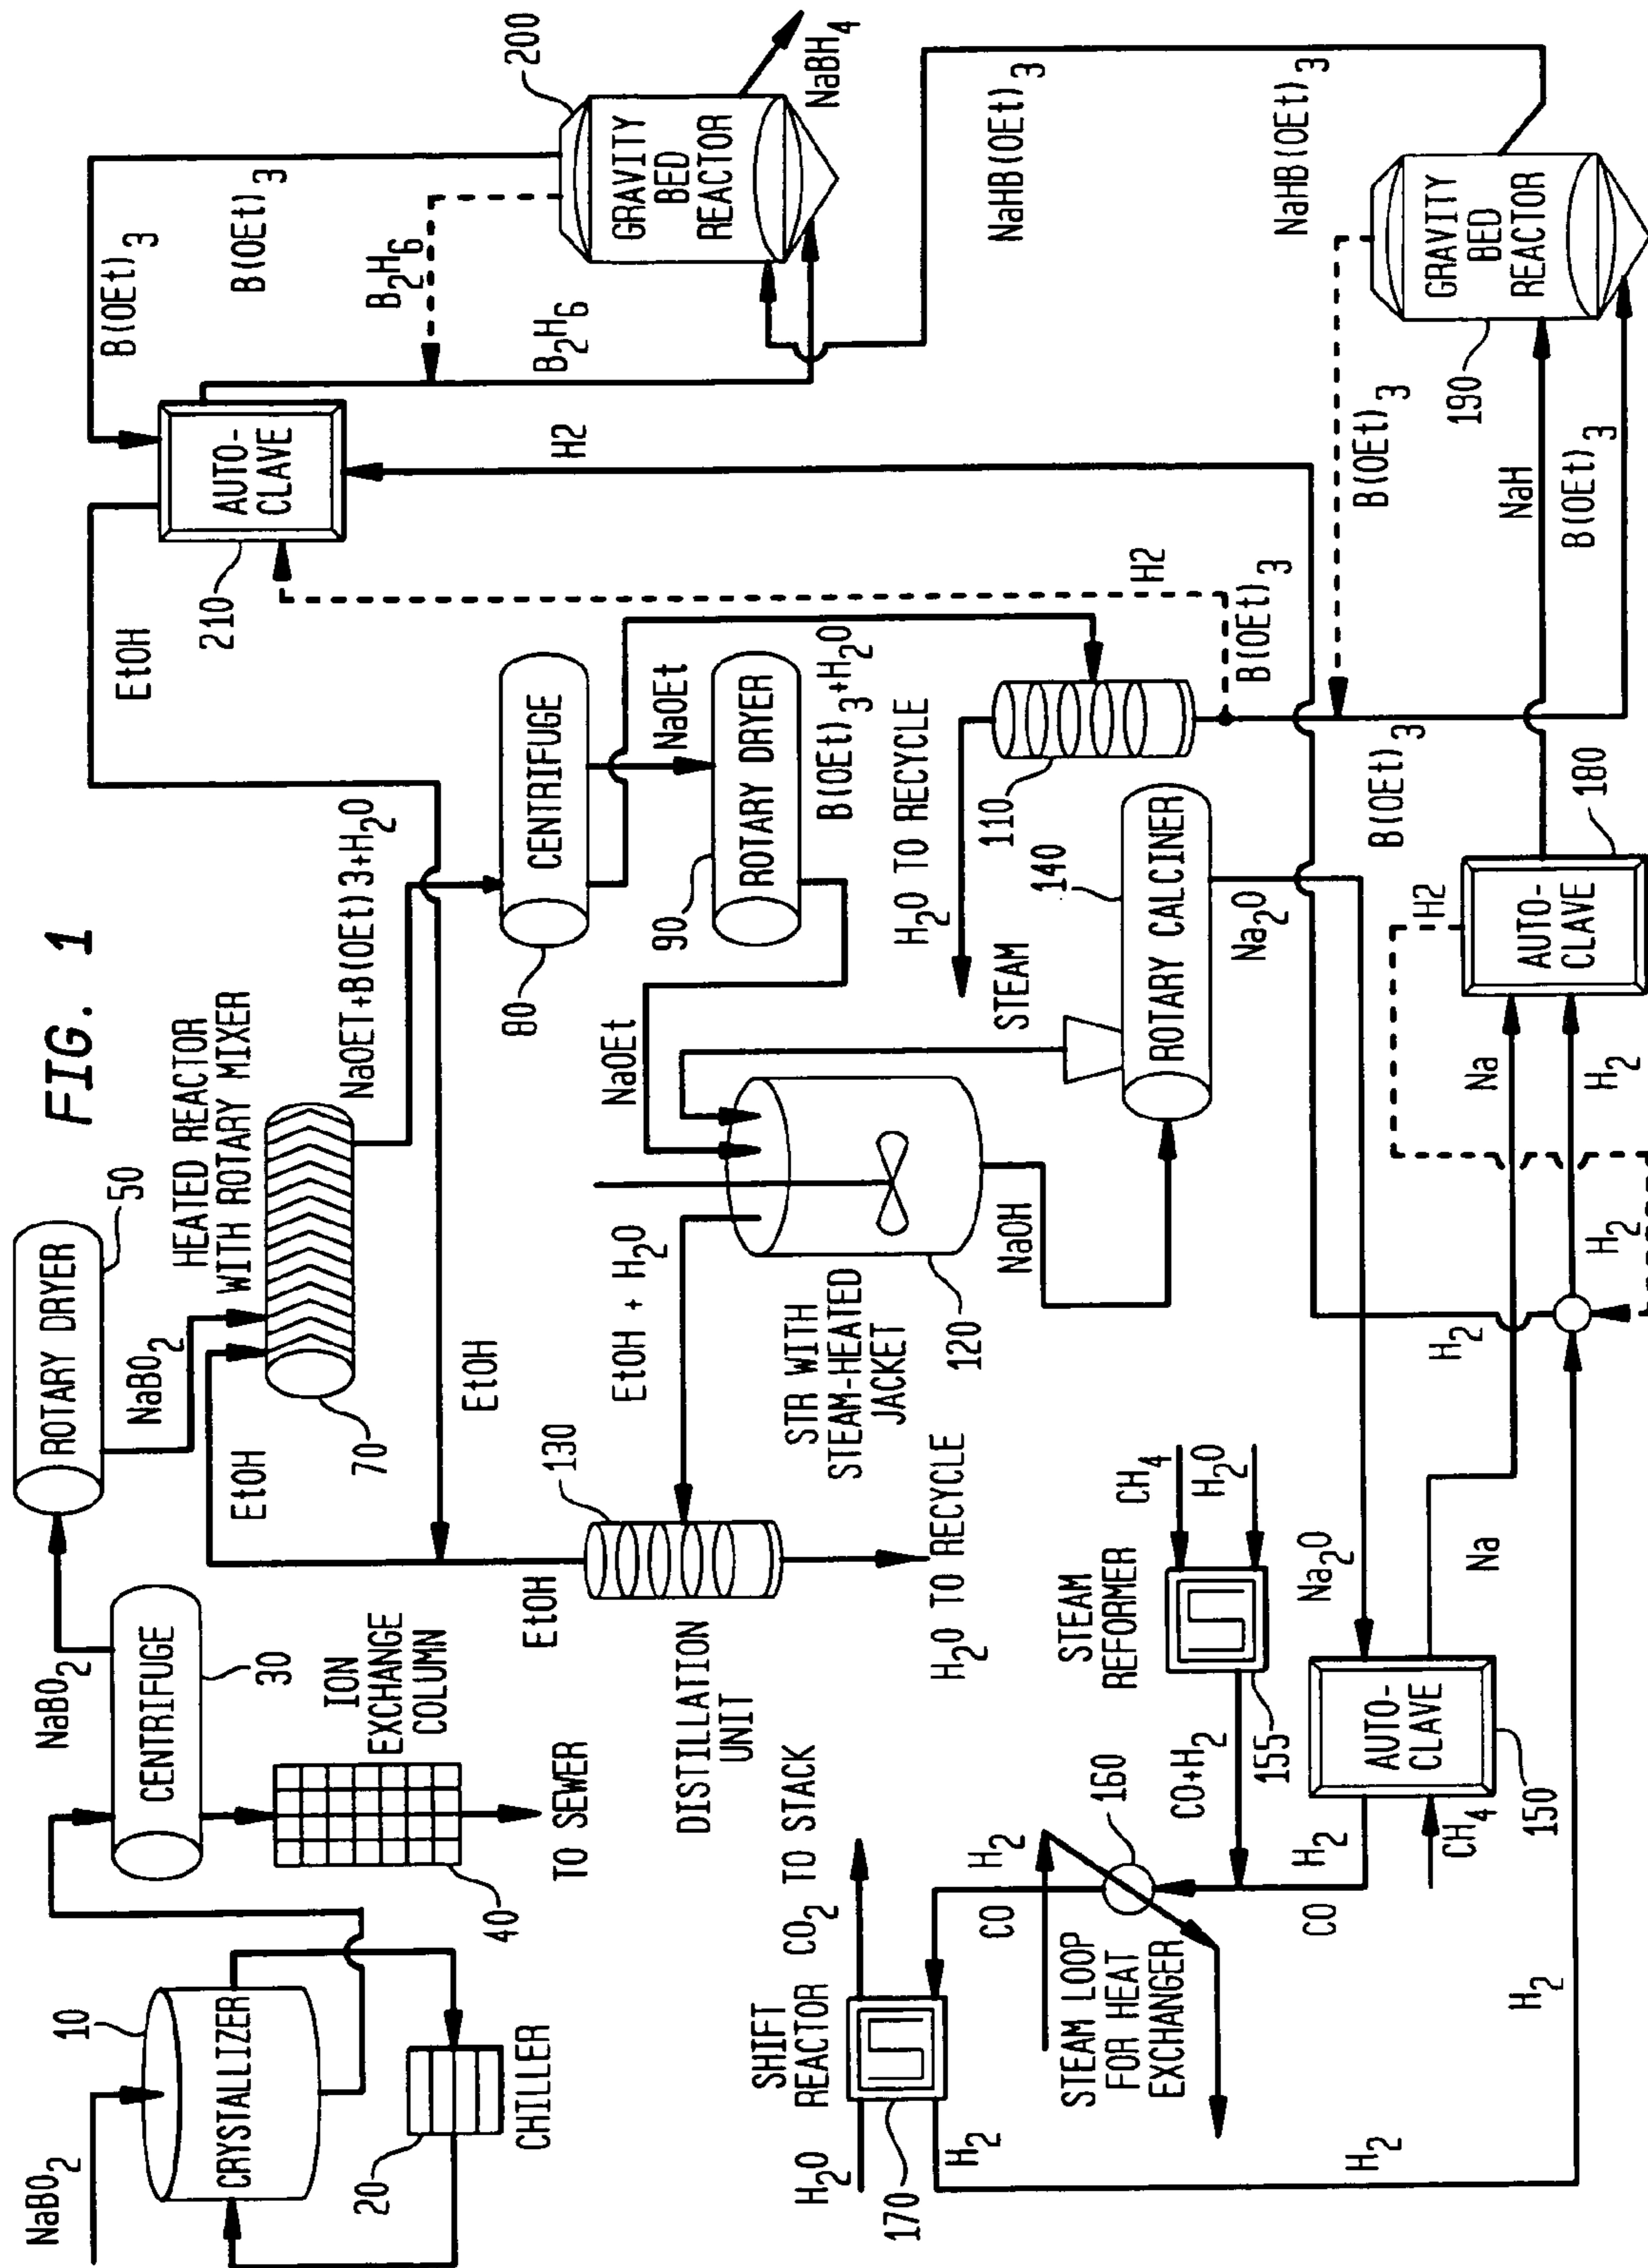 FIG. 1
NaBO2
10
CRYSTALLIZER
20
CHILLER
NaBO2
CENTRIFUGE
30
ION
EXCHANGE
COLUMN
40
TO SEWER
ROTARY DRYER
50
NaBO2
EtOH
HEATED REACTOR
WITH ROTARY MIXER
70
NaOET+B(OEt)3+H2O
EtOH
EtOH
AUTO-
CLAVE
210
B(OEt)3
B(OEt)3
B2H6
B2H6
H2
200
GRAVITY
BED
REACTOR
NaBH4
NaHB(OEt)3
NaHB(OEt)3
CENTRIFUGE
80
NaOEt
ROTARY DRYER
90
B(OEt)3+H2O
H2
NaOEt
EtOH + H2O
130
EtOH
DISTILLATION
UNIT
H2O TO RECYCLE
STR WITH
STEAM-HEATED
JACKET
120
NaOH
H2O TO RECYCLE
110
B(OEt)3
STEAM
140
ROTARY CALCINER
Na2O
B(OEt)3
B(OEt)3
190
GRAVITY
BED
REACTOR
NaH
B(OEt)3
180
AUTO-
CLAVE
H2
Na
H2
H2
H2
CH4
H2O
STEAM
REFORMER
155
Na2O
Na
CO+H2
AUTO-
CLAVE
150
CH4
H2
CO
160
H2
CO
STEAM LOOP
FOR HEAT
EXCHANGER
SHIFT
REACTOR
CO2 TO STACK
H2O
170
H2
H2
H2